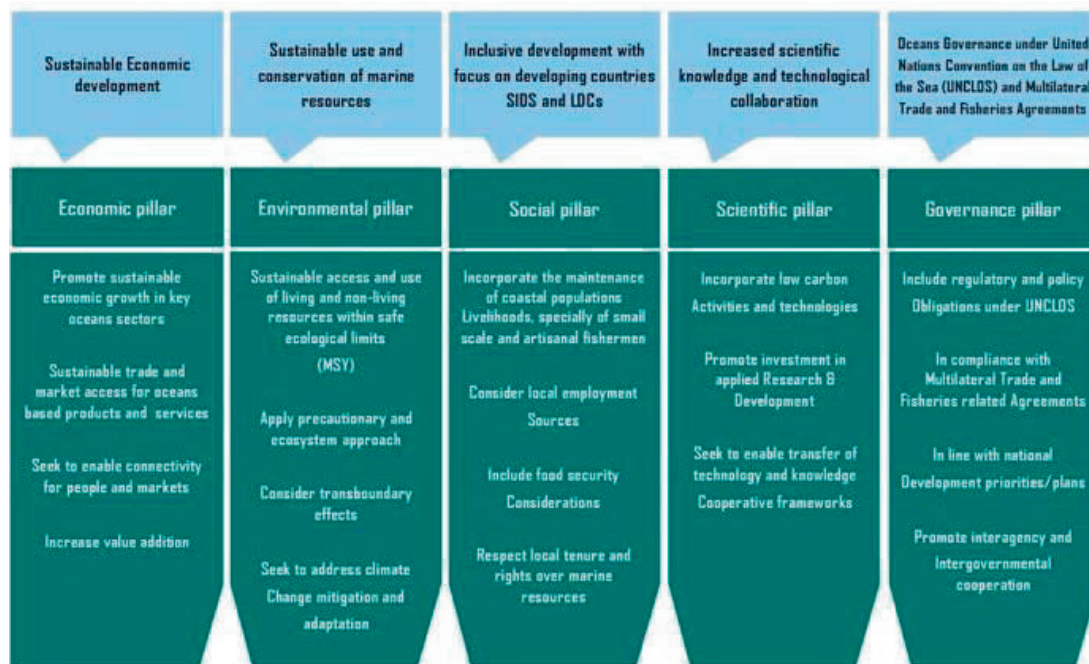 Sustainable Economic
development
Sustainable use and
conservation of marine
resources
Inclusive development with
focus on developing countries
SIDS and LDCs
Increased scientific
knowledge and technological
collaboration
Oceans Governance under United
Nations Convention on the Law of
the Sea (UNCLOS) and Multilateral
Trade and Fisheries Agreements
Economic pillar
Environmental pillar
Social pillar
Scientific pillar
Governance pillar
Promote sustainable
economic growth in key
oceans sectors
Sustainable trade and
market access for oceans
based products and services
Seek to enable connectivity
for people and markets
Increase value addition
Sustainable access and use
of living and non-living
resources within safe
ecological limits
(MSY)
Apply precautionary and
ecosystem approach
Consider transboundary
effects
Seek to address climate
Change mitigation and
adaptation
Incorporate the maintenance
of coastal populations
Livelihoods, specially of small
scale and artisanal fishermen
Consider local employment
Sources
Include food security
Considerations
Respect local tenure and
rights over marine
resources
Incorporate low carbon
Activities and technologies
Promote investment in
applied Research &
Development
Seek to enable transfer of
technology and knowledge
Cooperative frameworks
Include regulatory and policy
Obligations under UNCLOS
In compliance with
Multilateral Trade and
Fisheries related Agreements
In line with national
Development priorities/plans
Promote interagency and
Intergovernmental
cooperation